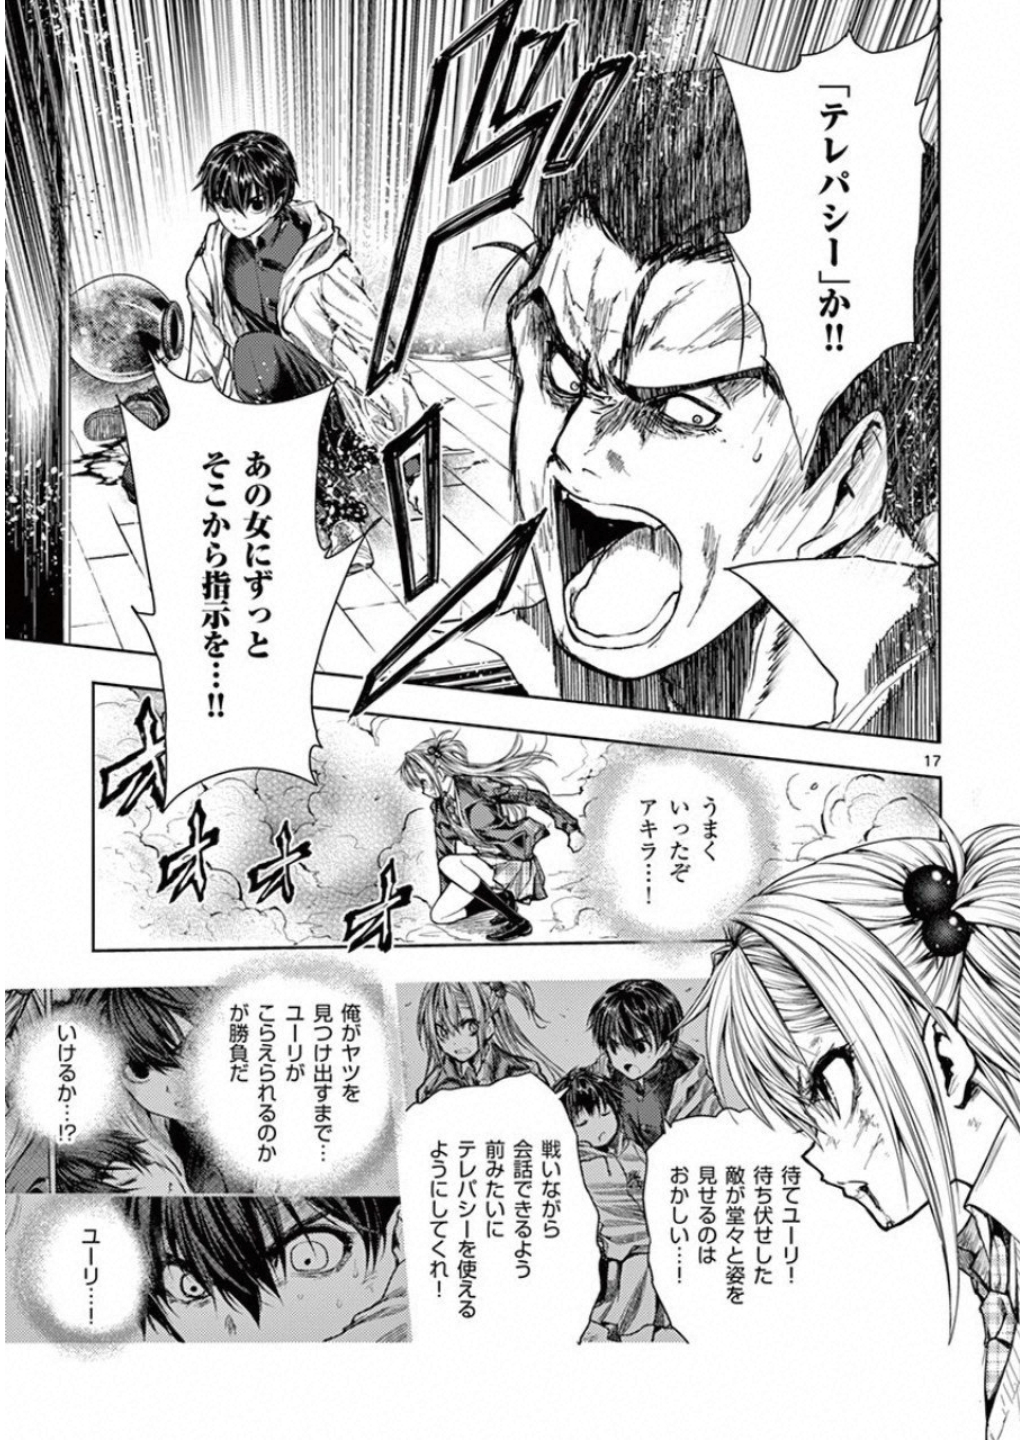 「テレパシー」か!!
あの女にずっと
そこから指示を…!!
17
うまく
いったぞ
アキラ…!
オ
オ
オ
オ
待てユーリ!
待ち伏せした
敵が堂々と姿を
見せるのは
おかしい…!
戦いながら
会話できるよう
前みたいに
テレパシーを使える
ようにしてくれ!
俺がヤツを
見つけ出すまで…
ユーリが
こらえられるのか
が勝負だ
いけるか…!?
ユーリ…!